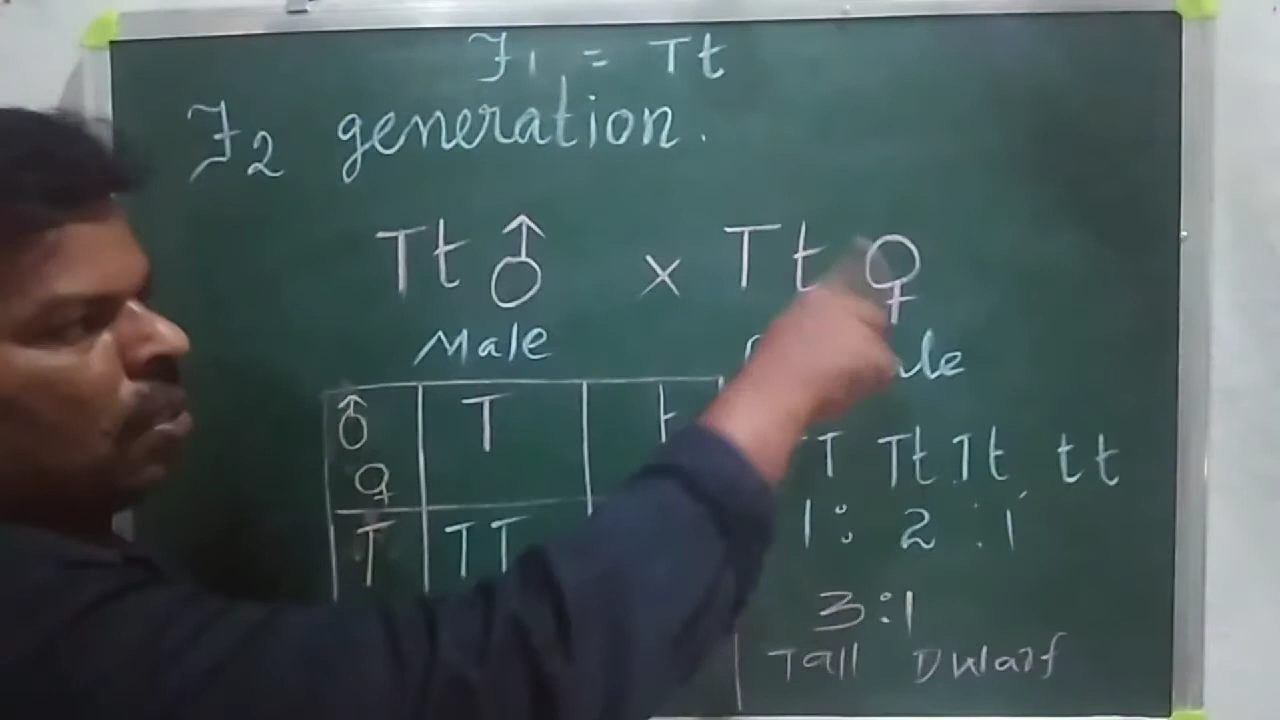 F1 = Tt
F2 generation.
Tt ♂ x Tt ♀
Male
♂ T t
♀
T TT
TT Tt Tt tt
1 : 2 : 1
3:1
Tall Dwarf